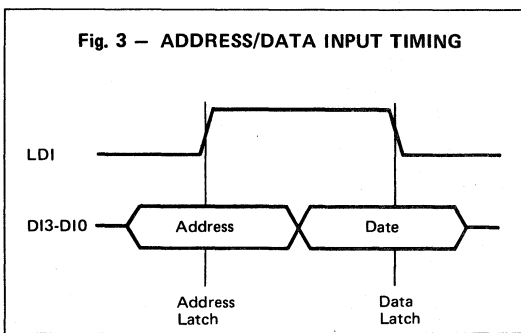 Fig. 3 — ADDRESS/DATA INPUT TIMING
LDI
DI3-DI0
Address
Date
Address
Latch
Data
Latch